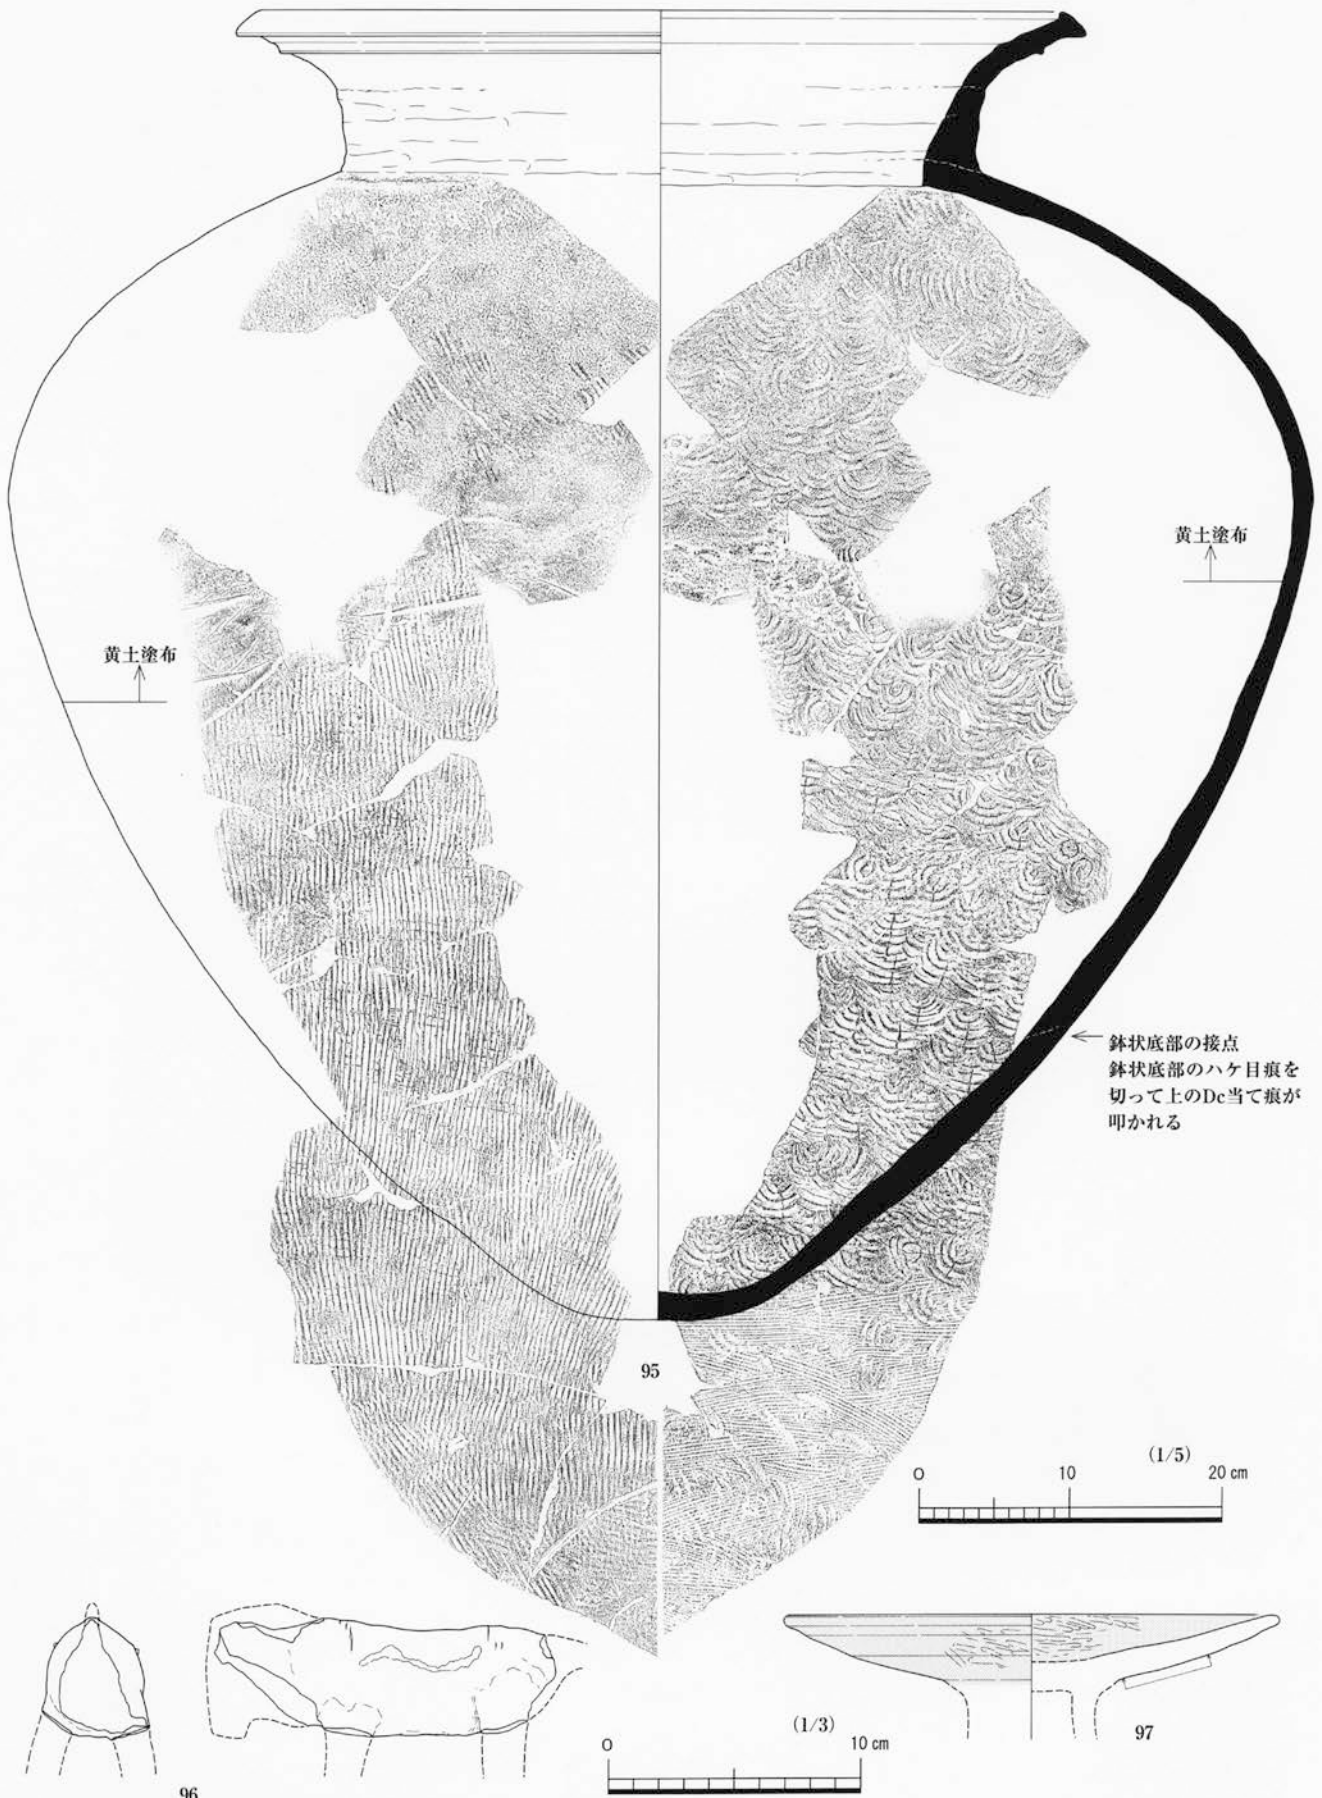 黄土塗布
黄土塗布
鉢状底部の接点
鉢状底部のハケ目痕を
切って上のDc当て痕が
叩かれる
95
(1/5)
0 10 20 cm
(1/3)
0 10 cm
96
97